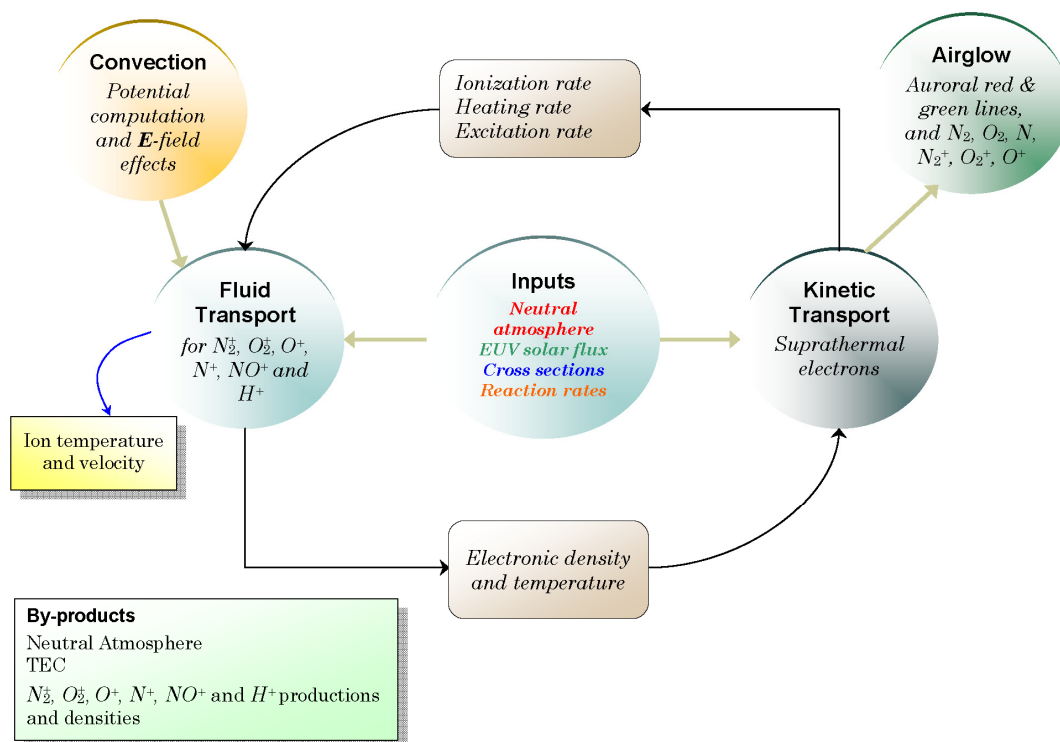 Convection
Potential
computation
and E-field
effects
Ionization rate
Heating rate
Excitation rate
Airglow
Auroral red &
green lines,
and N₂, O₂, N,
N₂⁺, O₂⁺, O⁺
Fluid
Transport
for N₂⁺, O₂⁺, O⁺,
N⁺, NO⁺ and
H⁺
Inputs
Neutral
atmosphere
EUV solar flux
Cross sections
Reaction rates
Kinetic
Transport
Suprathermal
electrons
Ion temperature
and velocity
Electronic density
and temperature
By-products
Neutral Atmosphere
TEC
N₂⁺, O₂⁺, O⁺, N⁺, NO⁺ and H⁺ productions
and densities